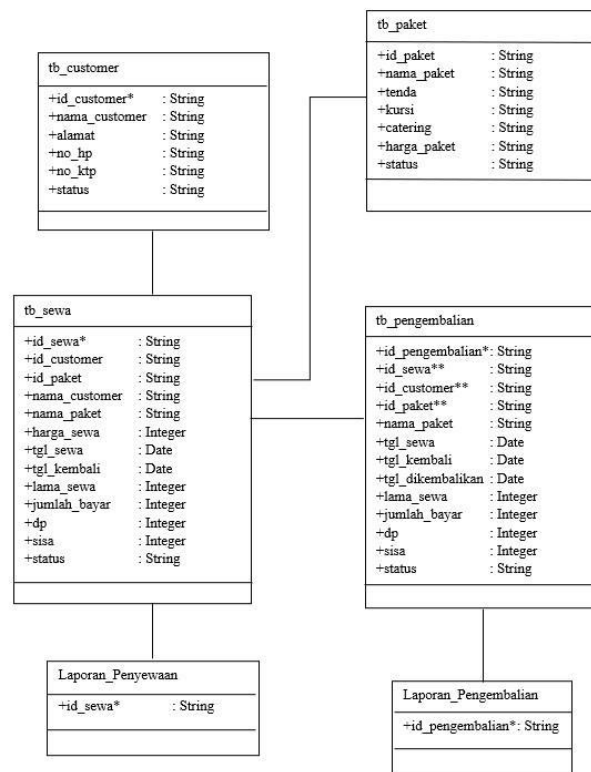 tb_customer
+id_customer* : String
+nama_customer : String
+alamat : String
+no_hp : String
+no_ktp : String
+status : String
tb_paket
+id_paket : String
+nama_paket : String
+tenda : String
+kursi : String
+catering : String
+harga_paket : String
+status : String
tb_sewa
+id_sewa* : String
+id_customer : String
+id_paket : String
+nama_customer : String
+nama_paket : String
+harga_sewa : Integer
+tgl_sewa : Date
+tgl_kembali : Date
+lama_sewa : Integer
+jumlah_bayar : Integer
+dp : Integer
+sisa : Integer
+status : String
tb_pengembalian
+id_pengembalian*: String
+id_sewa** : String
+id_customer** : String
+id_paket** : String
+nama_paket : String
+tgl_sewa : Date
+tgl_kembali : Date
+tgl_dikembalikan : Date
+lama_sewa : Integer
+jumlah_bayar : Integer
+dp : Integer
+sisa : Integer
+status : String
Laporan_Penyewaan
+id_sewa* : String
Laporan_Pengembalian
+id_pengembalian*: String